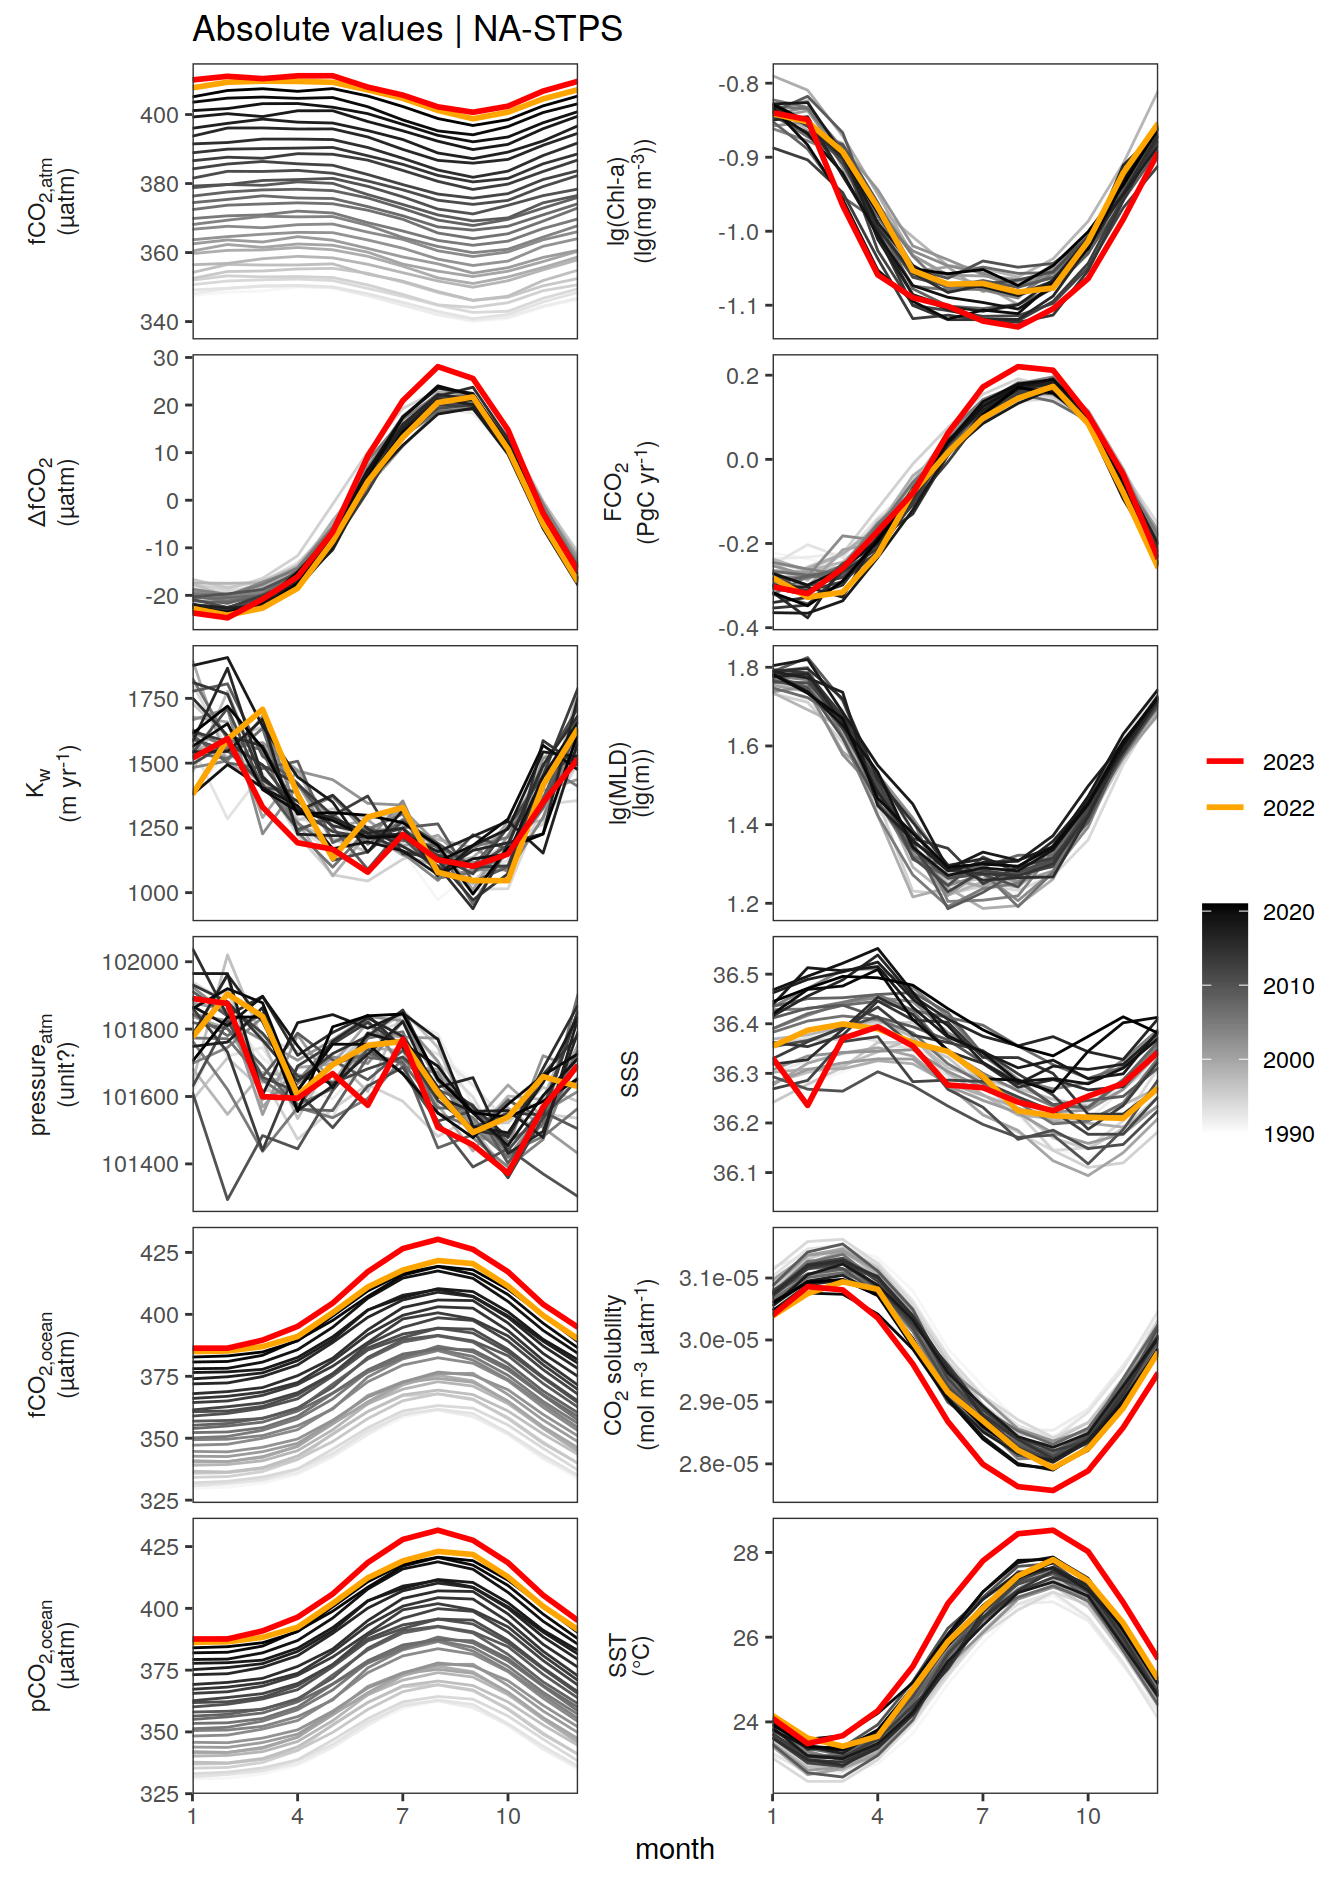 Absolute values | NA-STPS
fCO2,atm
(µatm)
400
380
360
340
lg(Chl-a)
(lg(mg m-3))
-0.8
-0.9
-1.0
-1.1
ΔfCO2
(µatm)
30
20
10
0
-10
-20
FCO2
(PgC yr-1)
0.2
0.0
-0.2
-0.4
Kw
(m yr-1)
1750
1500
1250
1000
lg(MLD)
(lg(m))
1.8
1.6
1.4
1.2
pressureatm
(unit?)
102000
101800
101600
101400
SSS
36.5
36.4
36.3
36.2
36.1
fCO2,ocean
(µatm)
425
400
375
350
325
CO2 solubility
(mol m-3 µatm-1)
3.1e-05
3.0e-05
2.9e-05
2.8e-05
pCO2,ocean
(µatm)
425
400
375
350
325
SST
(°C)
28
26
24
1 4 7 10
1 4 7 10
month
2023
2022
2020
2010
2000
1990